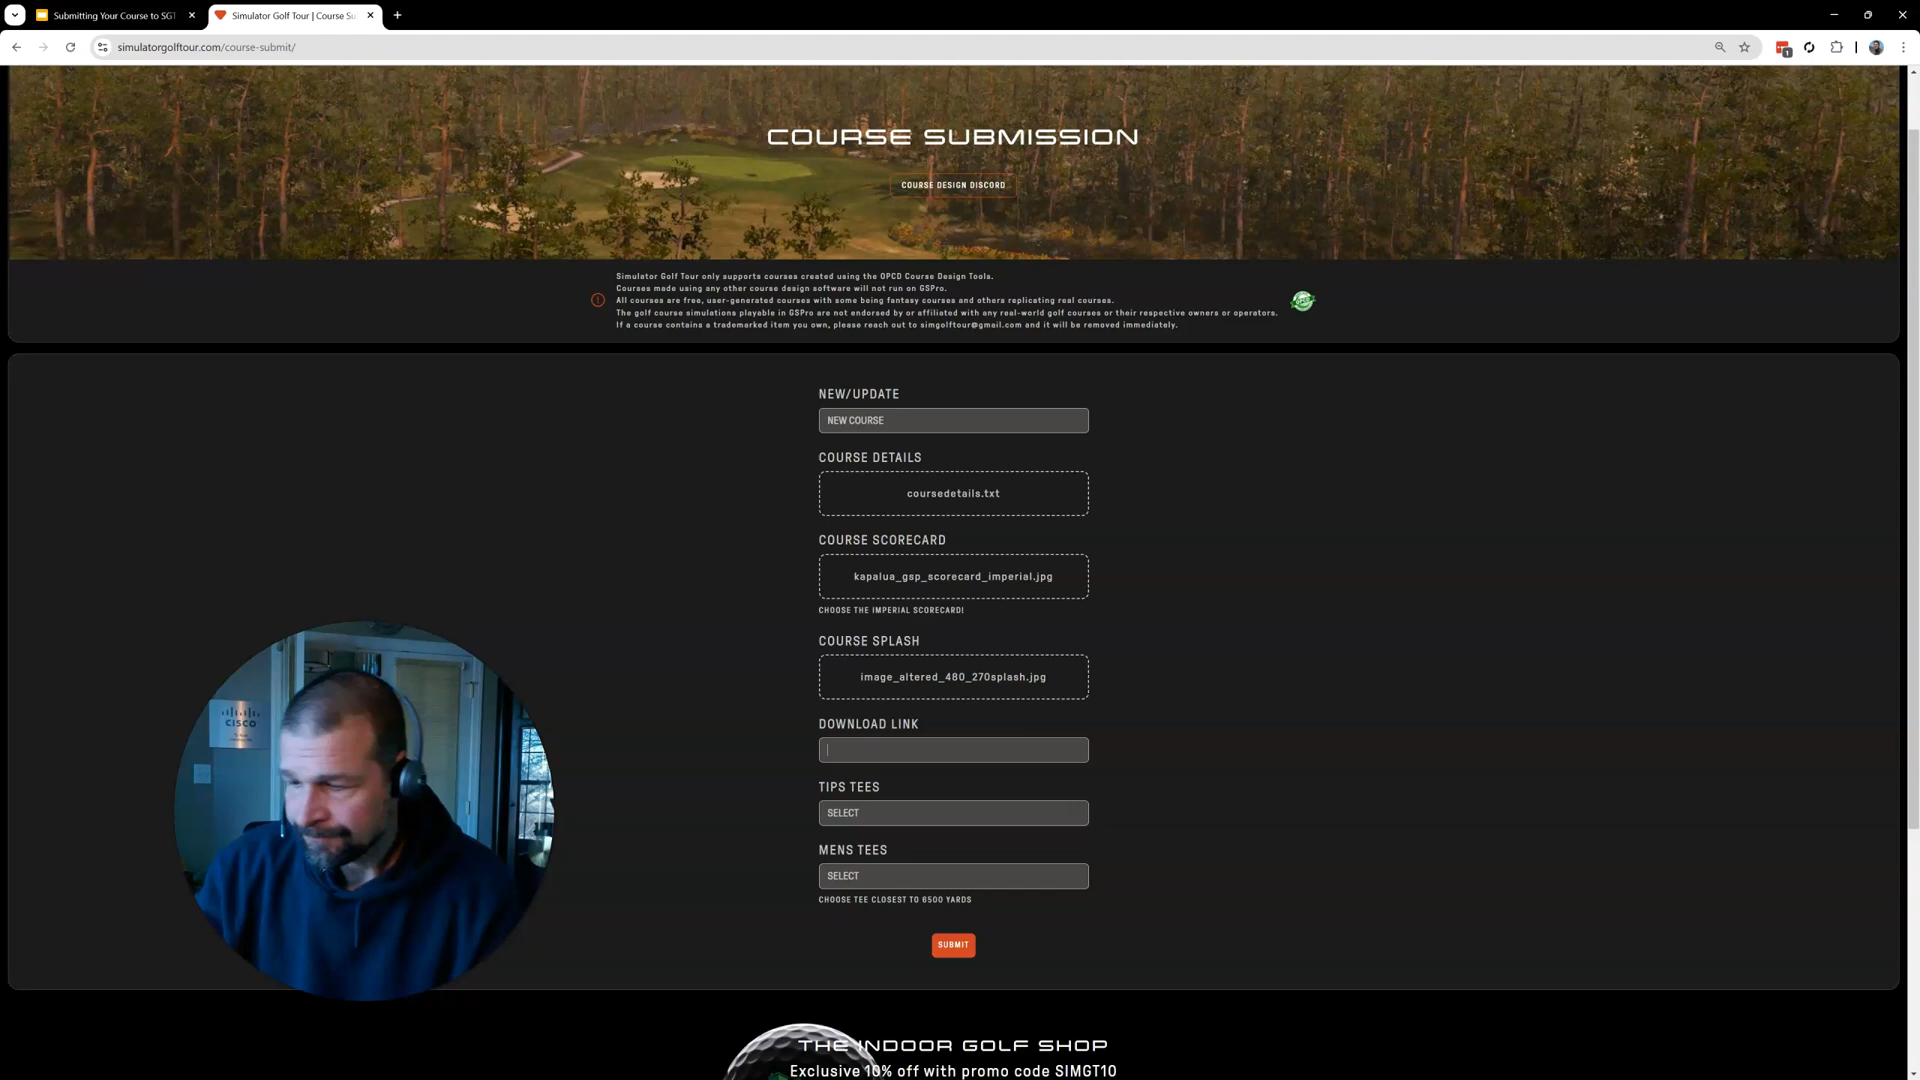 Submitting Your Course to SGT
Simulator Golf Tour | Course Su
simulatorgolftour.com/course-submit/
1
COURSE SUBMISSION
COURSE DESIGN DISCORD
Simulator Golf Tour only supports courses created using the OPCD Course Design Tools.
Courses made using any other course design software will not run on GSPro.
All courses are free, user-generated courses with some being fantasy courses and others replicating real courses.
The golf course simulations playable in GSPro are not endorsed by or affiliated with any real-world golf courses or their respective owners or operators.
If a course contains a trademarked item you own, please reach out to simgolftour@gmail.com and it will be removed immediately.
NEW/UPDATE
NEW COURSE
COURSE DETAILS
coursedetails.txt
COURSE SCORECARD
kapalua_gsp_scorecard_imperial.jpg
CHOOSE THE IMPERIAL SCORECARD!
COURSE SPLASH
image_altered_480_270splash.jpg
DOWNLOAD LINK
TIPS TEES
SELECT
MENS TEES
SELECT
CHOOSE TEE CLOSEST TO 6500 YARDS
SUBMIT
CISCO
THE INDOOR GOLF SHOP
Exclusive 10% off with promo code SIMGT10